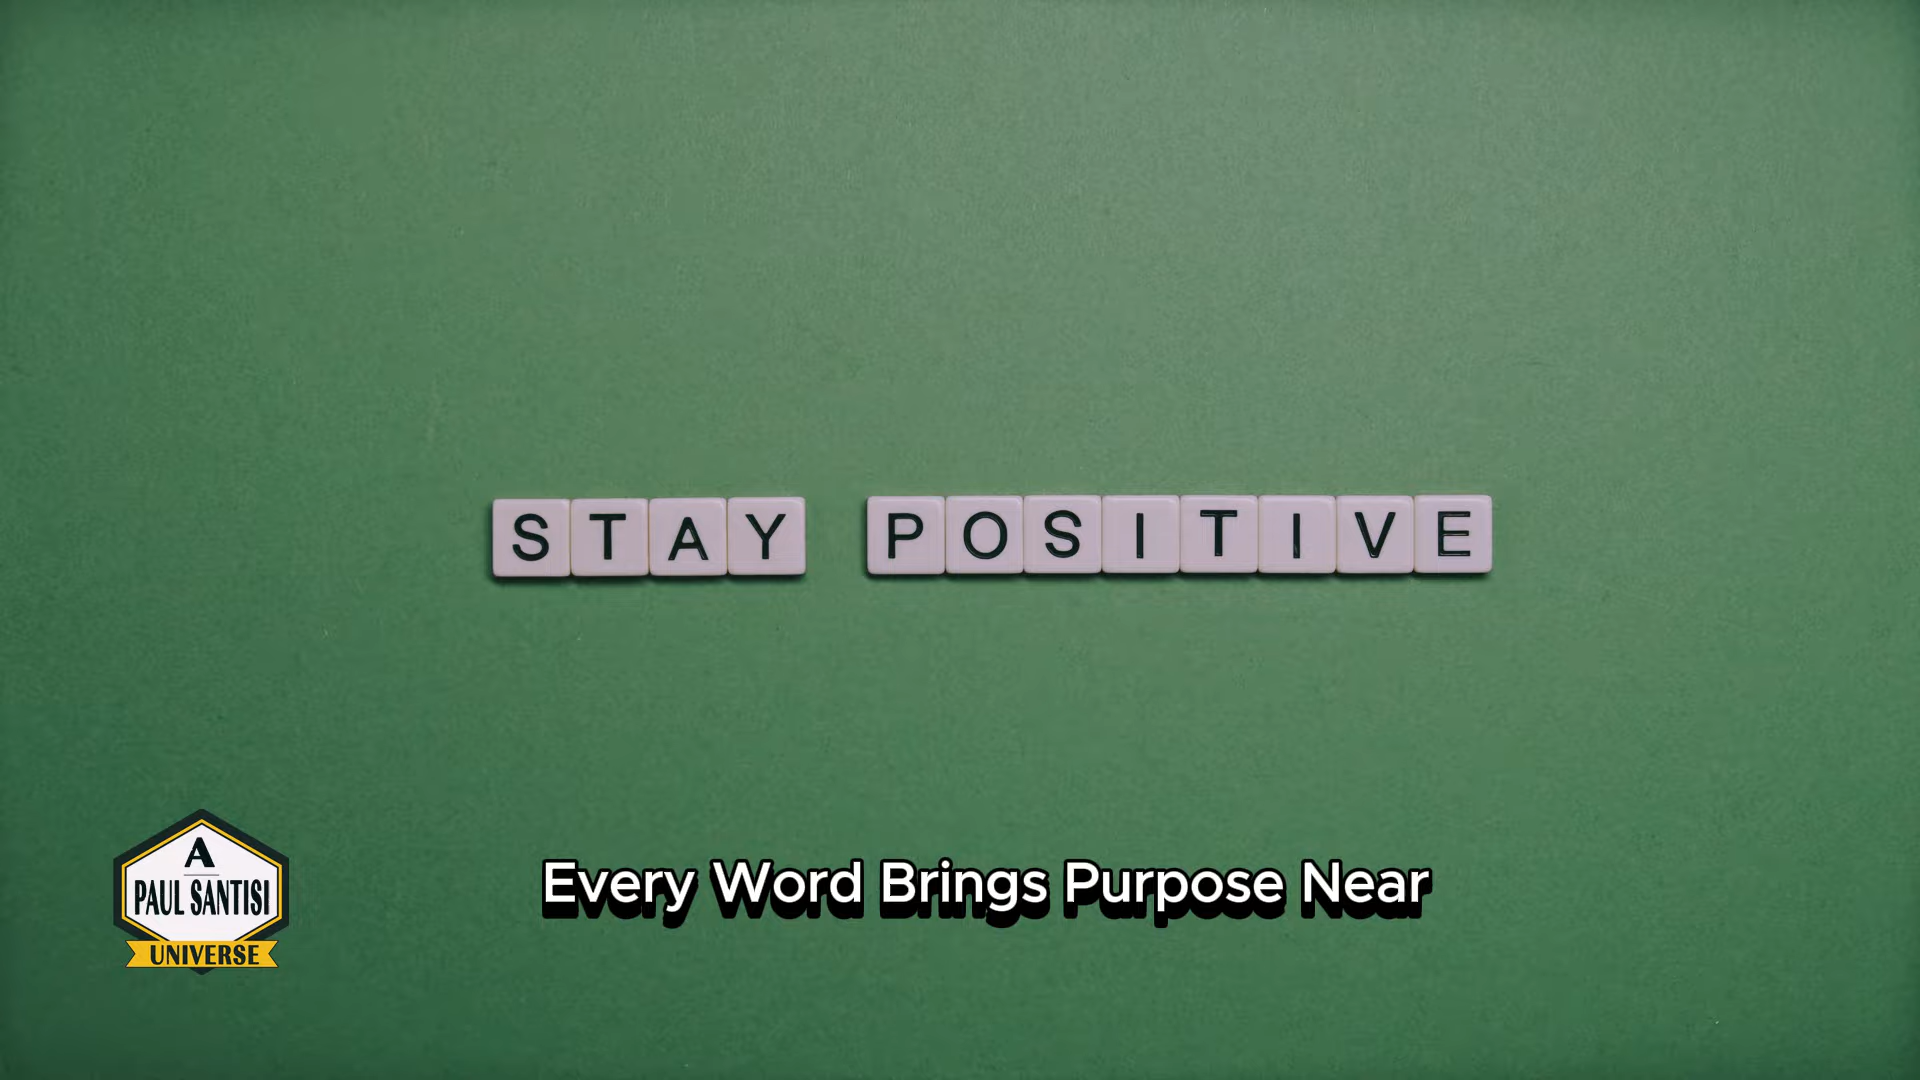 STAY POSITIVE
A
PAUL SANTISI
UNIVERSE
Every Word Brings Purpose Near